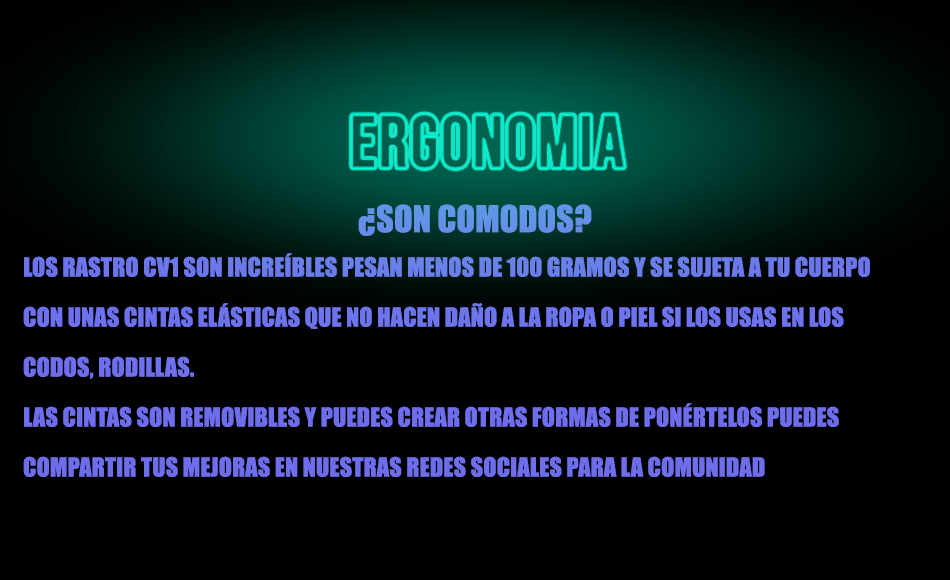 ERGONOMIA
¿SON COMODOS?
LOS RASTRO CV1 SON INCREÍBLES PESAN MENOS DE 100 GRAMOS Y SE SUJETA A TU CUERPO
CON UNAS CINTAS ELÁSTICAS QUE NO HACEN DAÑO A LA ROPA O PIEL SI LOS USAS EN LOS
CODOS, RODILLAS.
LAS CINTAS SON REMOVIBLES Y PUEDES CREAR OTRAS FORMAS DE PONÉRTELOS PUEDES
COMPARTIR TUS MEJORAS EN NUESTRAS REDES SOCIALES PARA LA COMUNIDAD